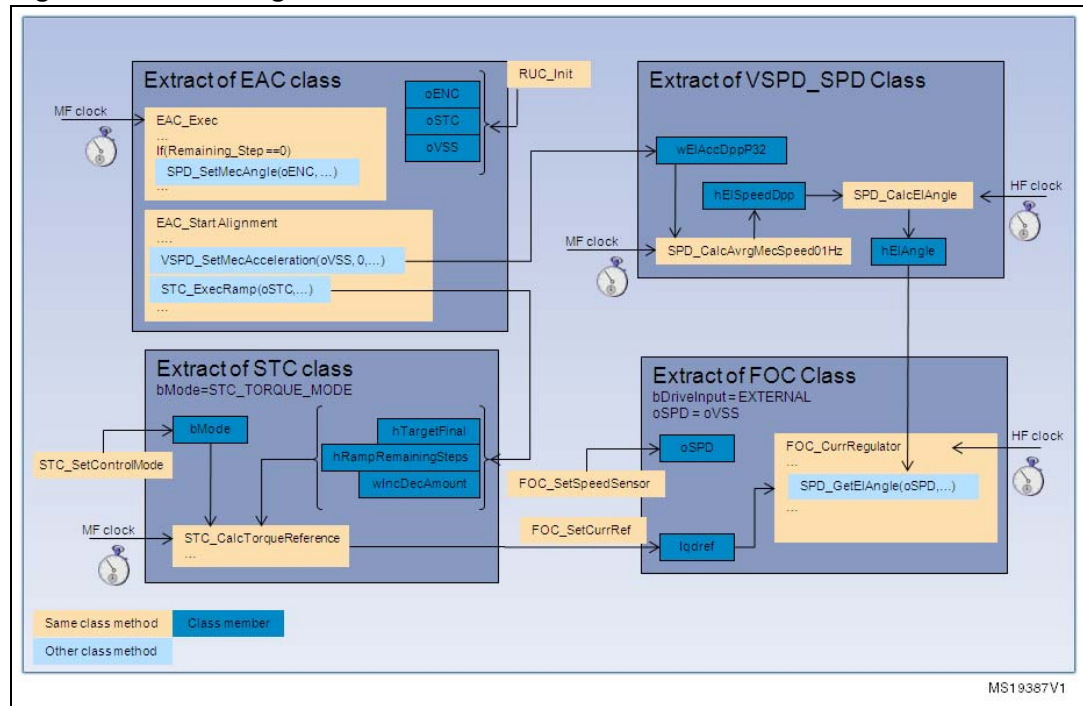 Extract of EAC class
RUC_Init
oENC
oSTC
oVSS
MF clock
EAC_Exec
...
If(Remaining_Step ==0)
SPD_SetMecAngle(oENC, ...)
...
EAC_Start Alignment
....
VSPD_SetMecAcceleration(oVSS, 0,...)
STC_ExecRamp(oSTC,...)
...
Extract of VSPD_SPD Class
wElAccDppP32
hElSpeedDpp
SPD_CalcElAngle
HF clock
MF clock
SPD_CalcAvrgMecSpeed01Hz
hElAngle
Extract of STC class
bMode=STC_TORQUE_MODE
bMode
hTargetFinal
hRampRemainingSteps
wIncDecAmount
STC_SetControlMode
MF clock
STC_CalcTorqueReference
...
Extract of FOC Class
bDriveInput = EXTERNAL
oSPD = oVSS
oSPD
FOC_SetSpeedSensor
FOC_CurrRegulator
...
SPD_GetElAngle(oSPD,...)
...
HF clock
FOC_SetCurrRef
Iqdref
Same class method
Class member
Other class method
MS19387V1